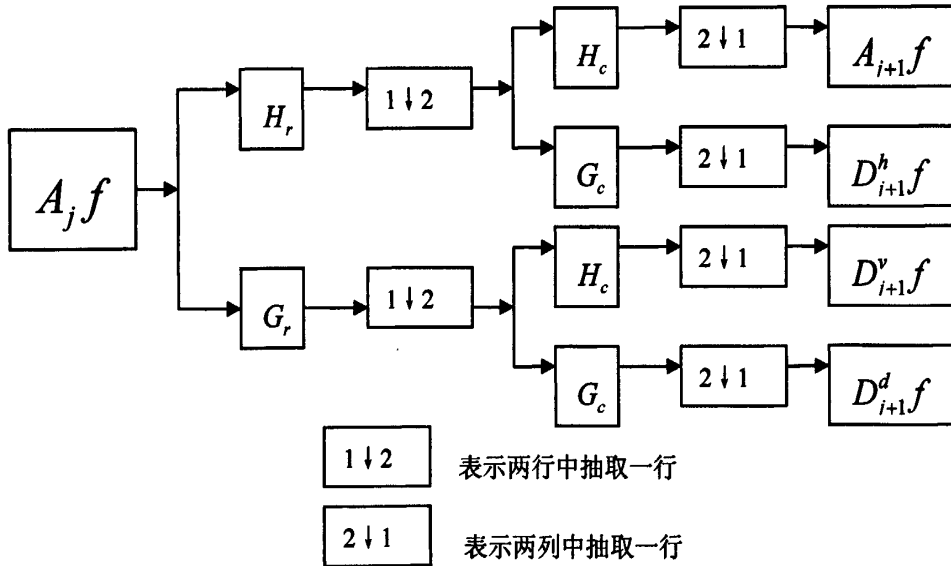 H_c 2↓1 A_{j+1}f
H_r 1↓2
G_c 2↓1 D^h_{j+1}f
A_j f
H_c 2↓1 D^v_{j+1}f
G_r 1↓2
G_c 2↓1 D^d_{j+1}f
1↓2 表示两行中抽取一行
2↓1 表示两列中抽取一行